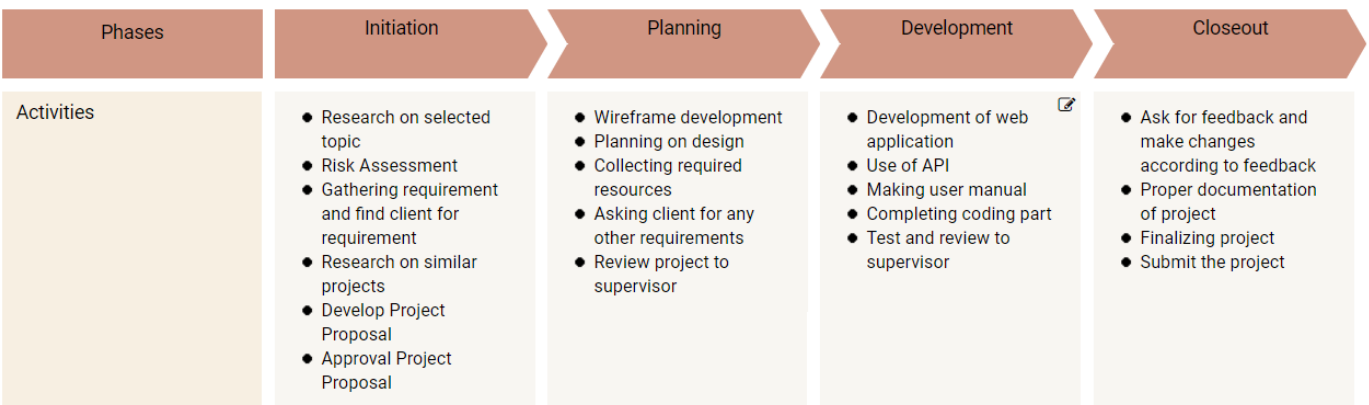 Phases
Initiation
Planning
Development
Closeout
Activities
Research on selected
topic
Risk Assessment
Gathering requirement
and find client for
requirement
Research on similar
projects
Develop Project
Proposal
Approval Project
Proposal
Wireframe development
Planning on design
Collecting required
resources
Asking client for any
other requirements
Review project to
supervisor
Development of web
application
Use of API
Making user manual
Completing coding part
Test and review to
supervisor
Ask for feedback and
make changes
according to feedback
Proper documentation
of project
Finalizing project
Submit the project